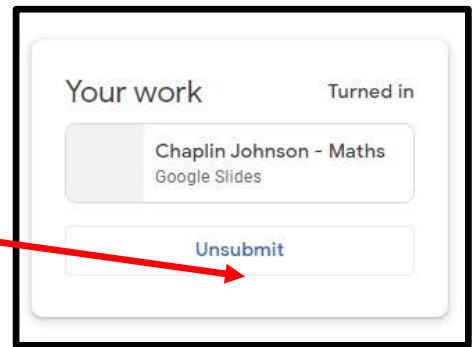 Your work Turned in
Chaplin Johnson - Maths
Google Slides
Unsubmit